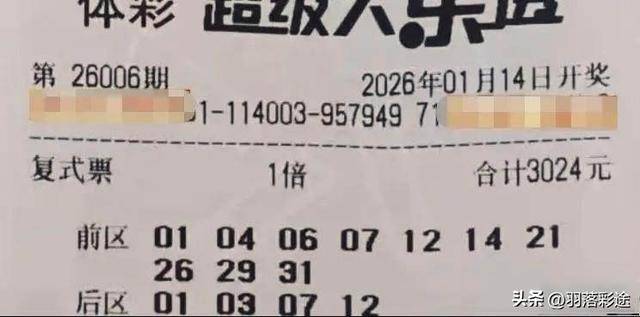 体彩 超级大乐透
第 26006期 2026年01月14日开奖
1-114003-957949 71
复式票 1倍 合计3024元
前区 01 04 06 07 12 14 21
26 29 31
后区 01 03 07 12
头条 @羽落彩途